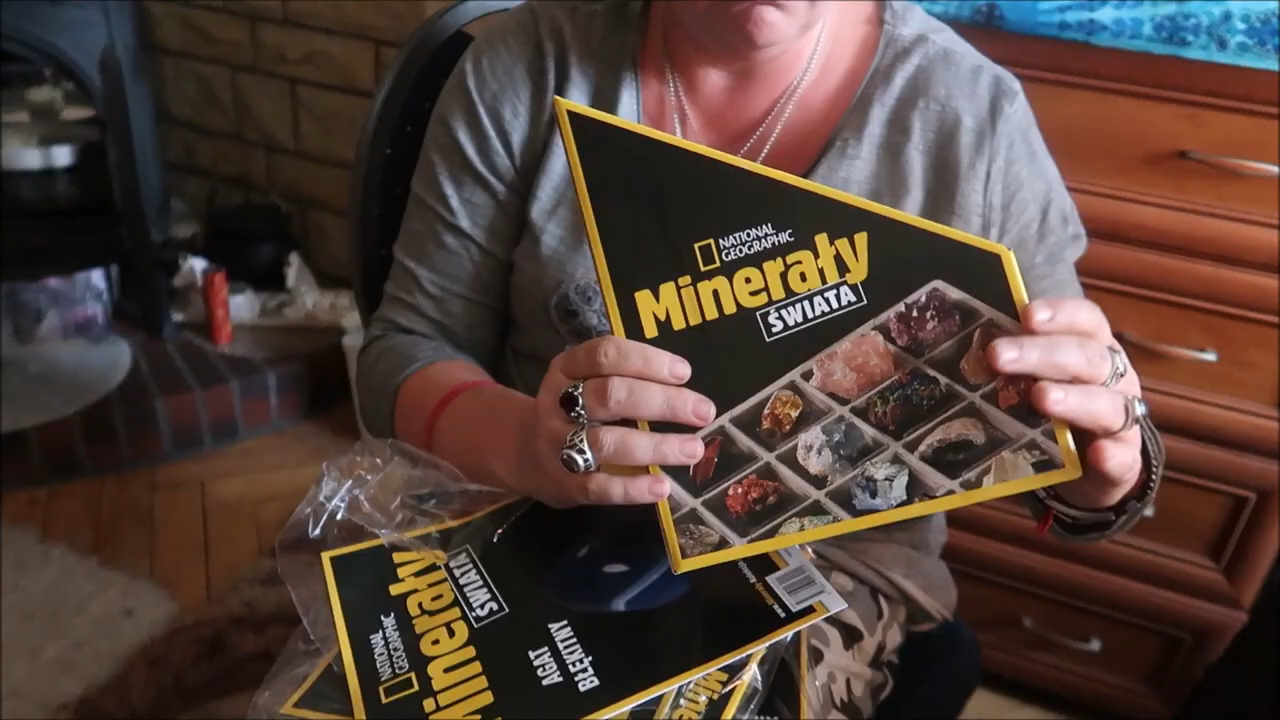 NATIONAL
GEOGRAPHIC
Minerały
ŚWIATA
NATIONAL
GEOGRAPHIC
Minerały
ŚWIATA
AGAT
BŁĘKITNY